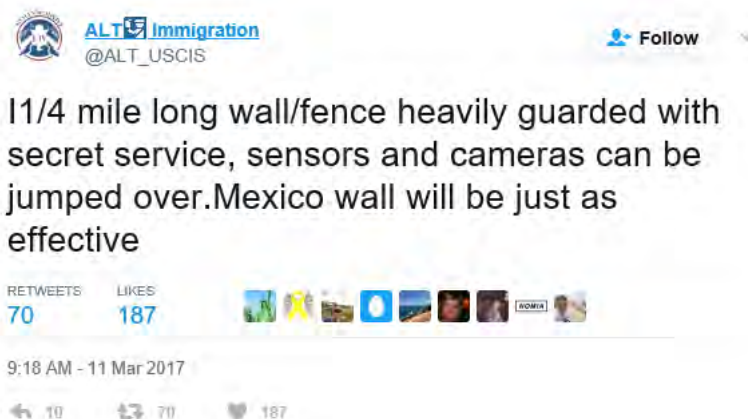 ALT Immigration
@ALT_USCIS
Follow
I1/4 mile long wall/fence heavily guarded with
secret service, sensors and cameras can be
jumped over.Mexico wall will be just as
effective
RETWEETS LIKES
70 187
NOMIA
9:18 AM - 11 Mar 2017
10 70 187